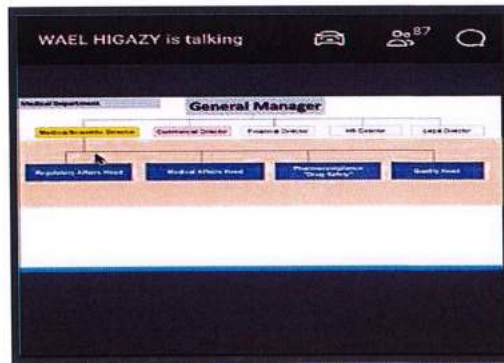 WAEL HIGAZY is talking
87
Medical Department
General Manager
Medical/Scientific Director
Commercial Director
Financial Director
HR Director
Legal Director
Regulatory Affairs Head
Medical Affairs Head
Pharmacovigilance
"Drug Safety"
Quality Head